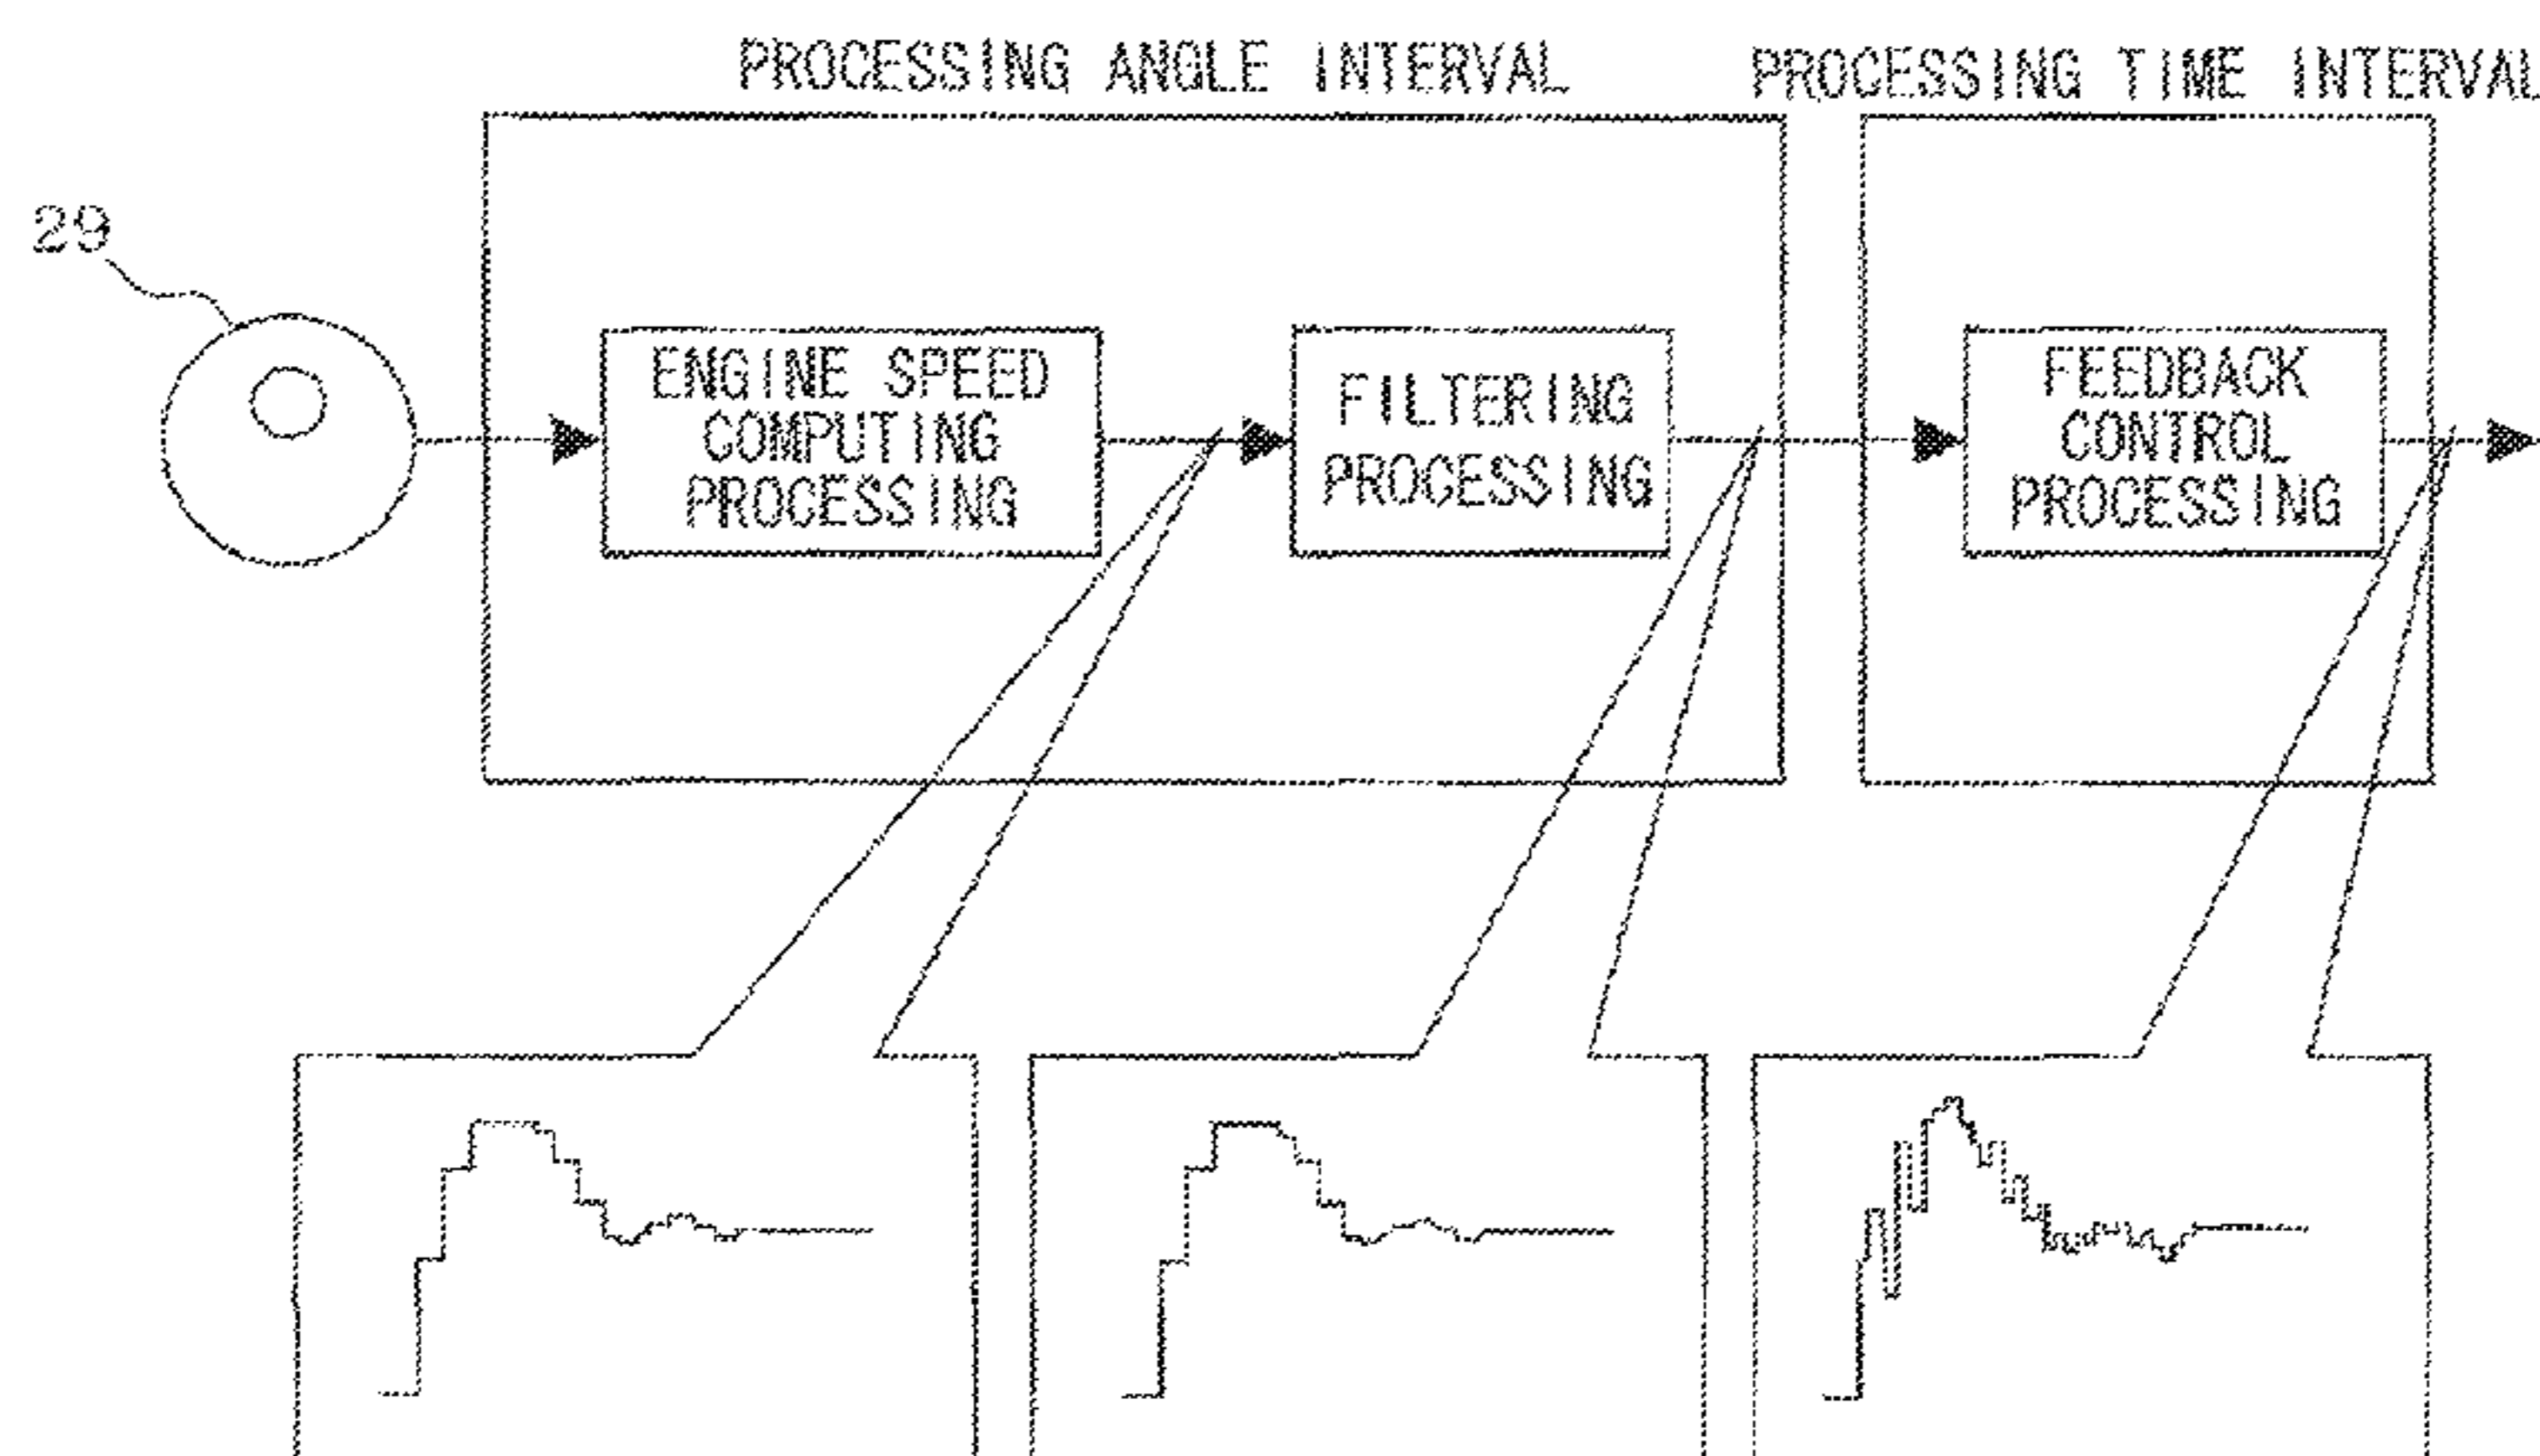 PROCESSING ANGLE INTERVAL
PROCESSING TIME INTERVAL
29
ENGINE SPEED
COMPUTING
PROCESSING
FILTERING
PROCESSING
FEEDBACK
CONTROL
PROCESSING